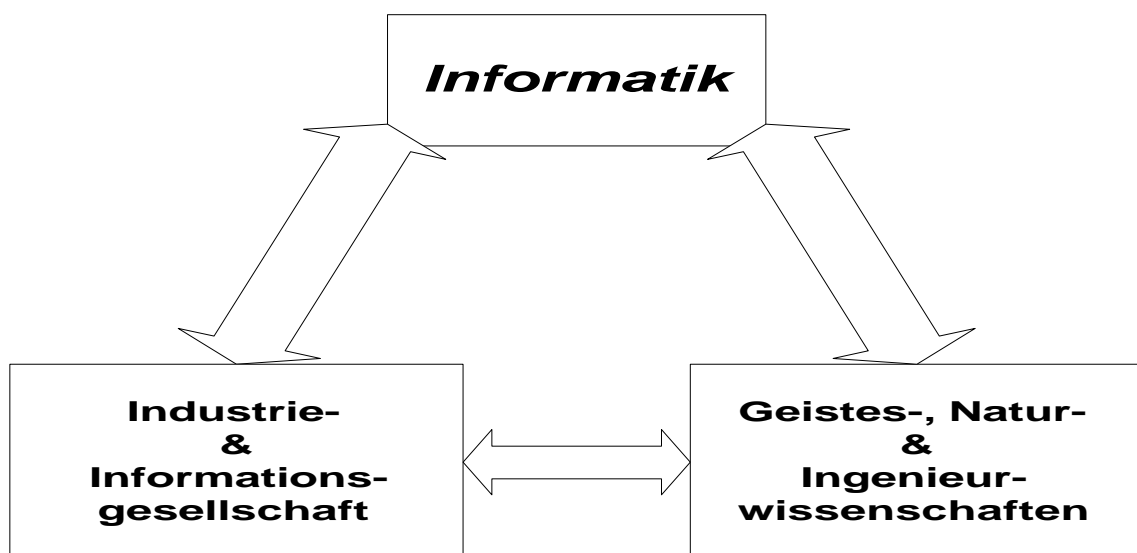 Informatik
Industrie-
&
Informations-
gesellschaft
Geistes-, Natur-
&
Ingenieur-
wissenschaften